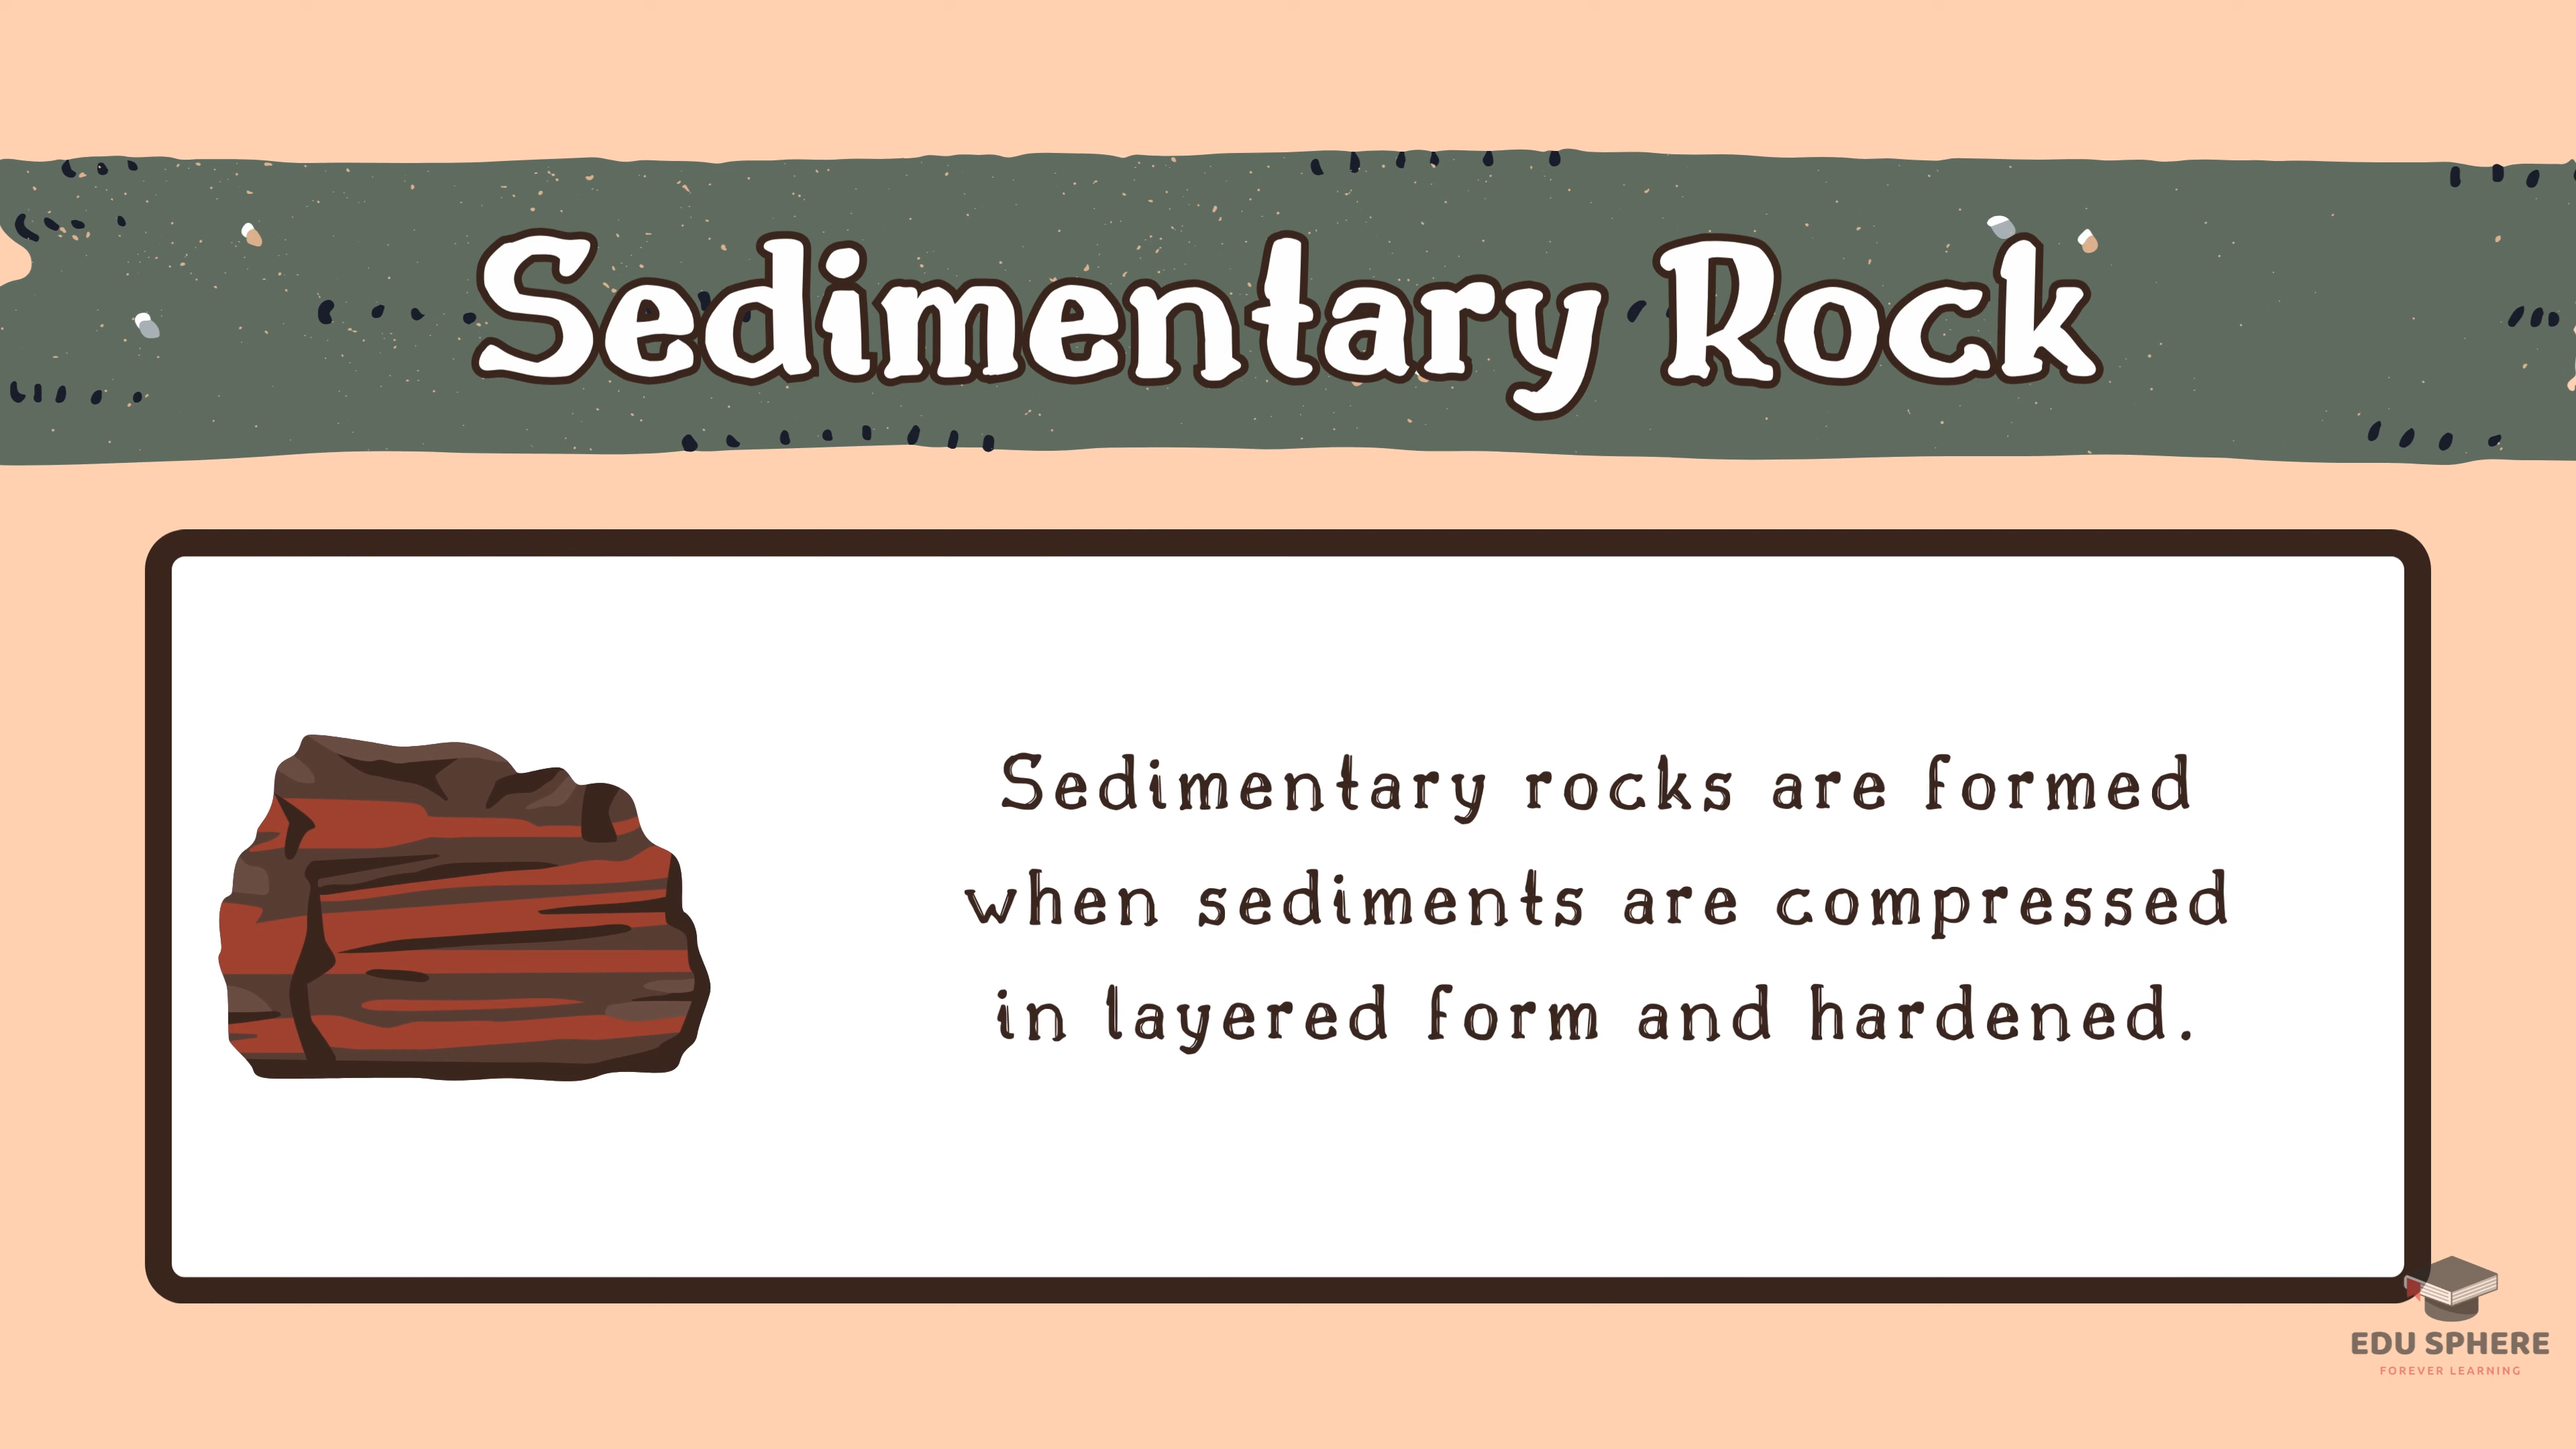 Sedimentary Rock
Sedimentary rocks are formed
when sediments are compressed
in layered form and hardened.
EDU SPHERE
FOREVER LEARNING